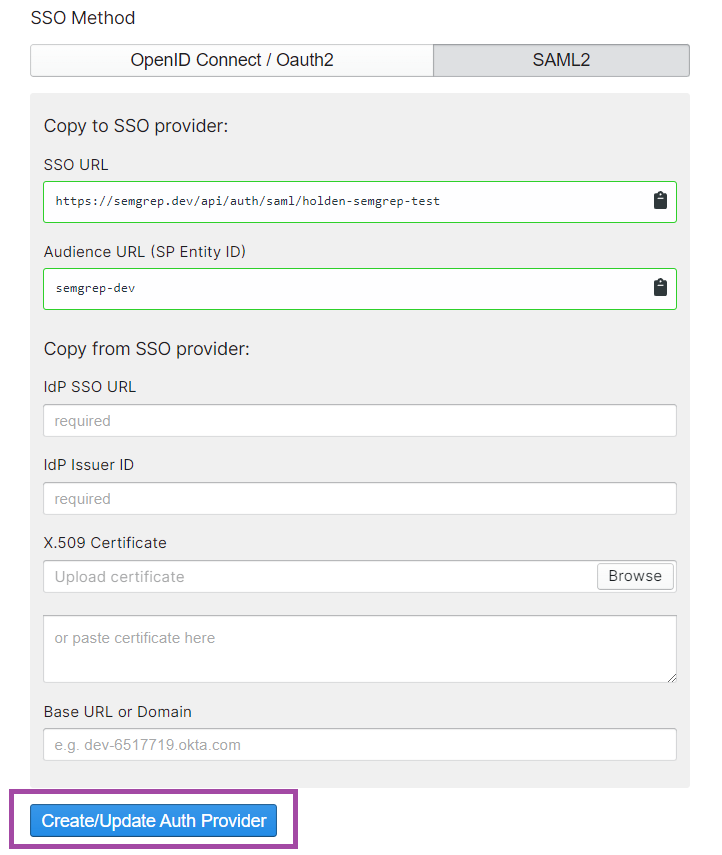 SSO Method
OpenID Connect / Oauth2
SAML2
Copy to SSO provider:
SSO URL
https://semgrep.dev/api/auth/saml/holden-semgrep-test
Audience URL (SP Entity ID)
semgrep-dev
Copy from SSO provider:
IdP SSO URL
required
IdP Issuer ID
required
X.509 Certificate
Upload certificate
Browse
or paste certificate here
Base URL or Domain
e.g. dev-6517719.okta.com
Create/Update Auth Provider